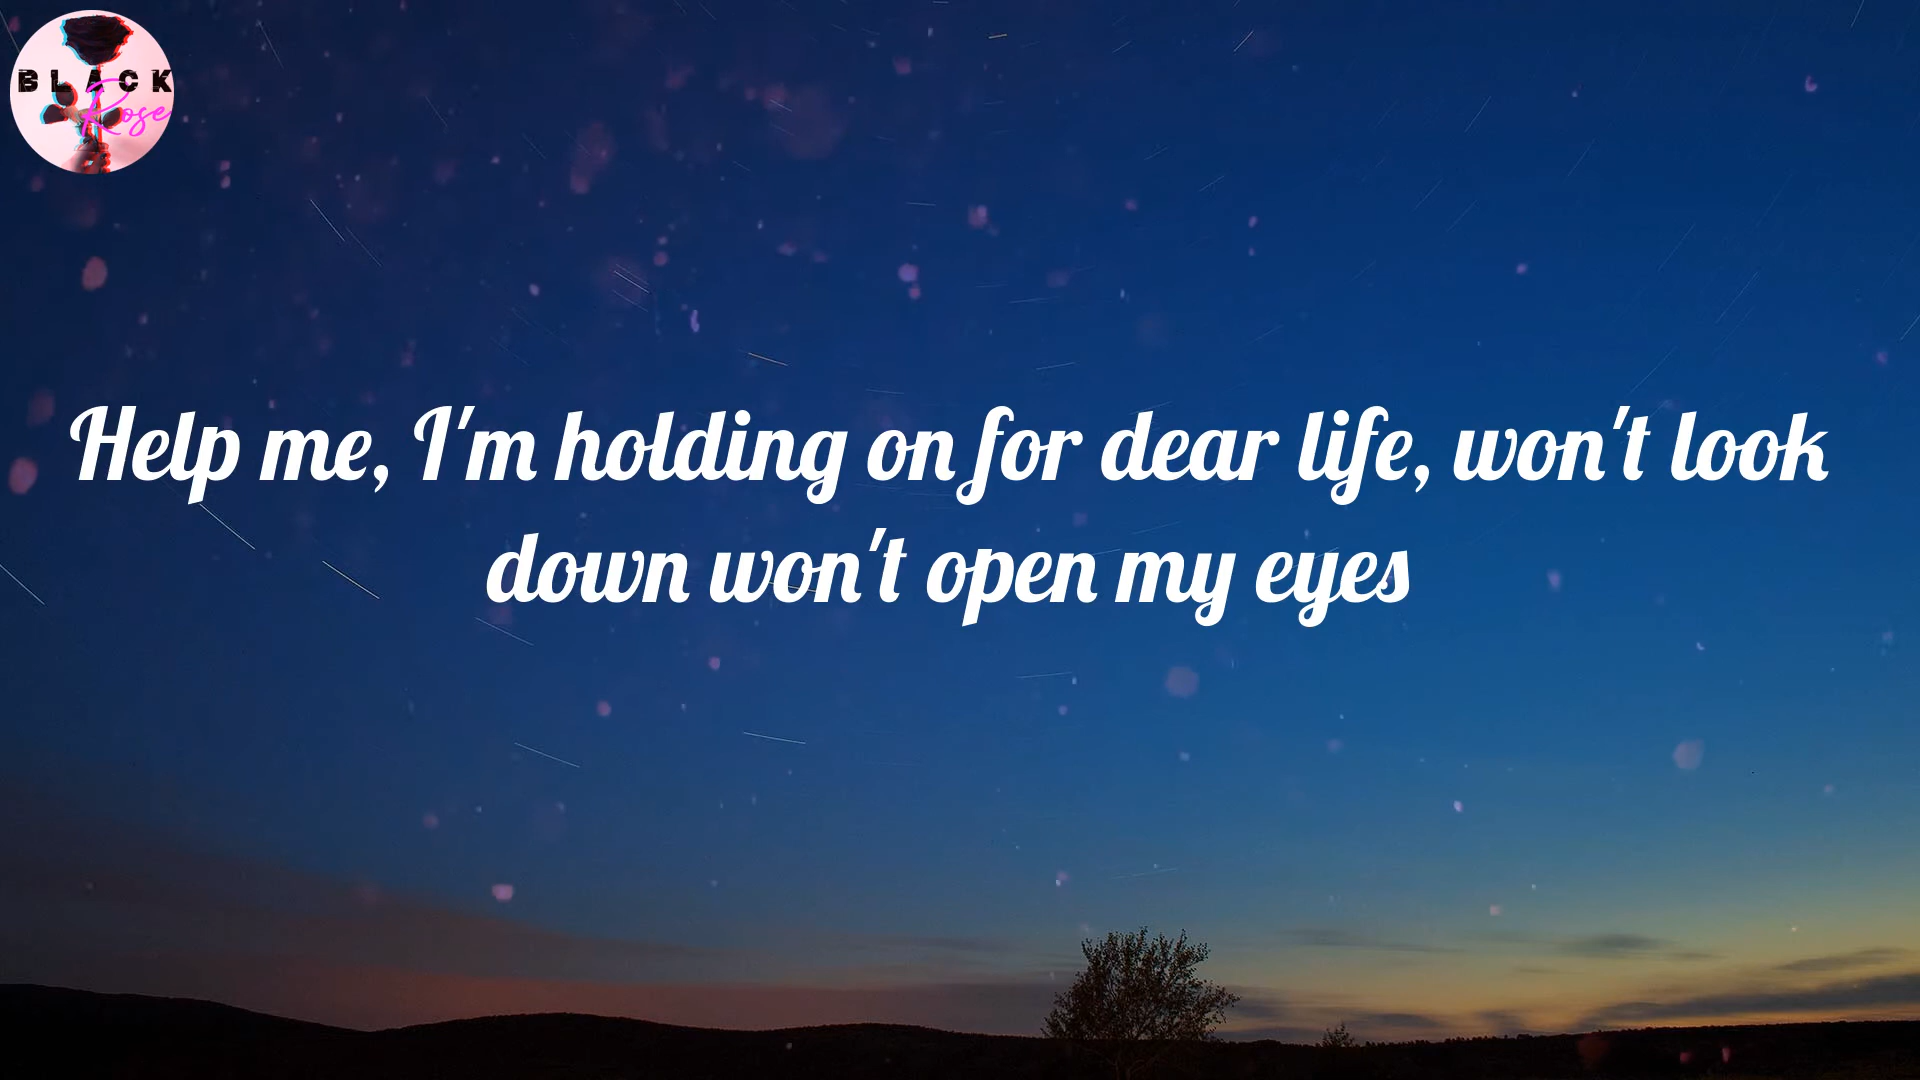 BLACK
Rose
Help me, I'm holding on for dear life, won't look
down won't open my eyes